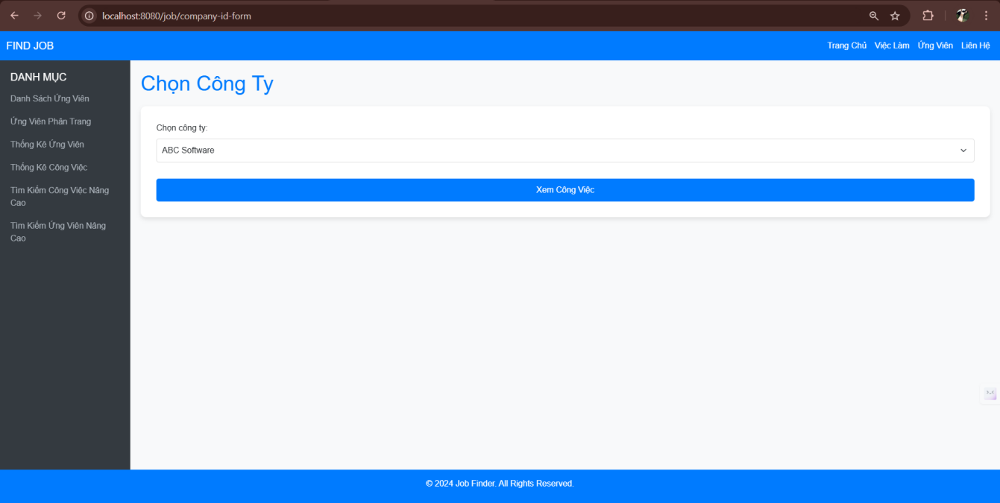 localhost:8080/job/company-id-form
FIND JOB
Trang Chủ Việc Làm Ứng Viên Liên Hệ
DANH MỤC
Danh Sách Ứng Viên
Ứng Viên Phân Trang
Thống Kê Ứng Viên
Thống Kê Công Việc
Tìm Kiếm Công Việc Nâng
Cao
Tìm Kiếm Ứng Viên Nâng
Cao
Chọn Công Ty
Chọn công ty:
ABC Software
Xem Công Việc
© 2024 Job Finder. All Rights Reserved.